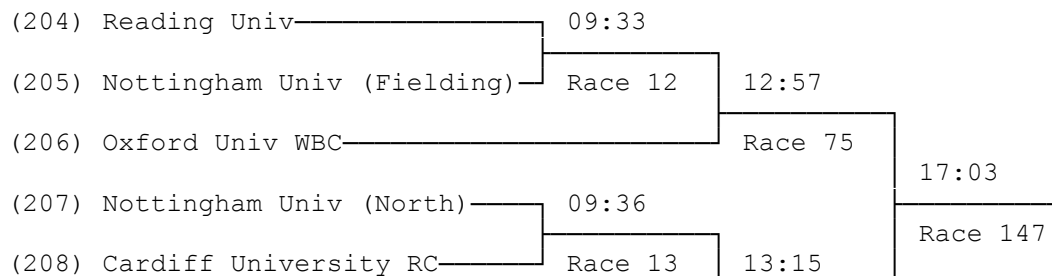 (204) Reading Univ 09:33
(205) Nottingham Univ (Fielding) Race 12 12:57
(206) Oxford Univ WBC Race 75
17:03
(207) Nottingham Univ (North) 09:36
Race 147
(208) Cardiff University RC Race 13 13:15